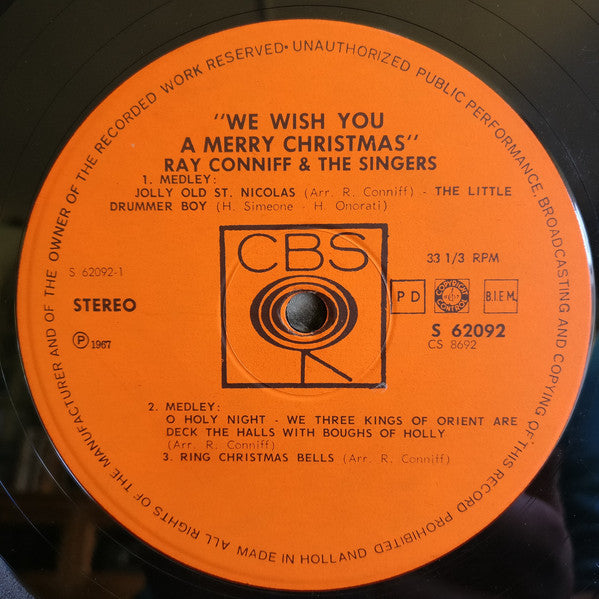 ALL RIGHTS OF THE MANUFACTURER AND OF THE OWNER OF THE RECORDED WORK RESERVED • UNAUTHORIZED PUBLIC PERFORMANCE, BROADCASTING AND COPYING OF THIS RECORD PROHIBITED
"WE WISH YOU
A MERRY CHRISTMAS"
RAY CONNIFF & THE SINGERS
1. MEDLEY:
JOLLY OLD ST. NICOLAS (Arr. R. Conniff) - THE LITTLE
DRUMMER BOY (H. Simeone - H. Onorati)
CBS
33 1/3 RPM
S 62092-1
STEREO
Ⓟ 1967
P D
COPYRIGHT
CONTROL
B.I.E.M.
S 62092
CS 8692
2. MEDLEY:
O HOLY NIGHT - WE THREE KINGS OF ORIENT ARE
DECK THE HALLS WITH BOUGHS OF HOLLY
(Arr. R. Conniff)
3. RING CHRISTMAS BELLS (Arr. R. Conniff)
MADE IN HOLLAND